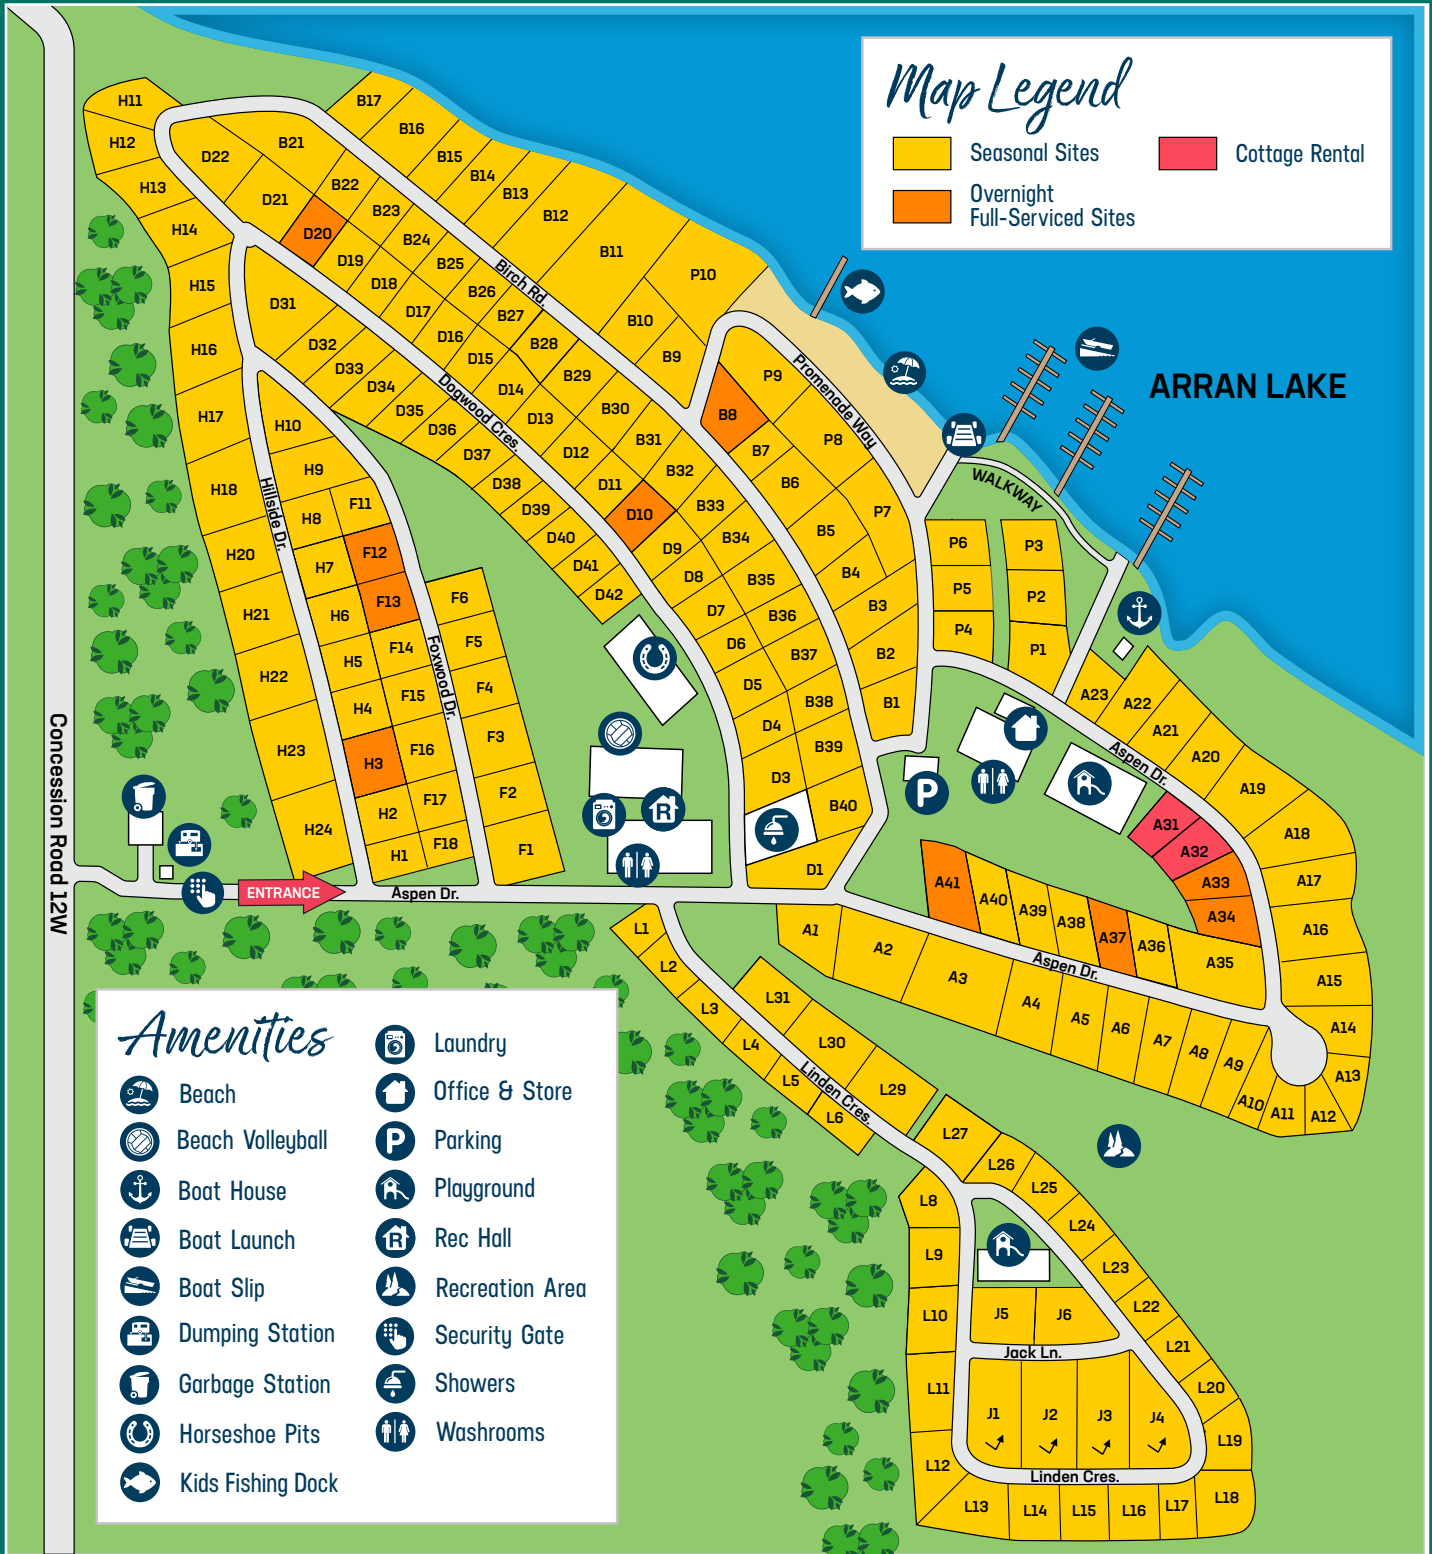 Map Legend
Seasonal Sites
Cottage Rental
Overnight
Full-Serviced Sites
ARRAN LAKE
WALKWAY
Promenade Way
Birch Rd.
Dogwood Cres.
Hillside Dr.
Foxwood Dr.
Aspen Dr.
Aspen Dr.
Aspen Dr.
Linden Cres.
Jack Ln.
Linden Cres.
Concession Road 12W
ENTRANCE
H11
H12
H13
H14
H15
H16
H17
H18
H20
H21
H22
H23
H24
H10
H9
H8
H7
H6
H5
H4
H3
H2
H1
F11
F12
F13
F14
F15
F16
F17
F18
F6
F5
F4
F3
F2
F1
B17
B16
B15
B14
B13
B12
B11
B10
B9
P10
B21
B22
B23
B24
B25
B26
B27
B28
B29
B30
B31
B32
B33
B34
B35
B36
B37
B38
B39
B40
D22
D21
D20
D19
D18
D17
D16
D15
D14
D13
D12
D11
D10
D9
D8
D7
D6
D5
D4
D3
D1
D31
D32
D33
D34
D35
D36
D37
D38
D39
D40
D41
D42
P9
P8
P7
B8
B7
B6
B5
B4
B3
B2
B1
P6
P5
P4
P3
P2
P1
A23
A22
A21
A20
A19
A18
A17
A16
A15
A14
A13
A12
A11
A10
A9
A8
A7
A6
A5
A4
A3
A2
A1
A31
A32
A33
A34
A35
A36
A37
A38
A39
A40
A41
P
R
L1
L2
L3
L4
L5
L6
L31
L30
L29
L27
L26
L25
L24
L23
L22
L21
L20
L19
L18
L17
L16
L15
L14
L13
L12
L11
L10
L9
L8
J5
J6
J1
J2
J3
J4
Amenities
Beach
Beach Volleyball
Boat House
Boat Launch
Boat Slip
Dumping Station
Garbage Station
Horseshoe Pits
Kids Fishing Dock
Laundry
Office & Store
P
Parking
Playground
R
Rec Hall
Recreation Area
Security Gate
Showers
Washrooms